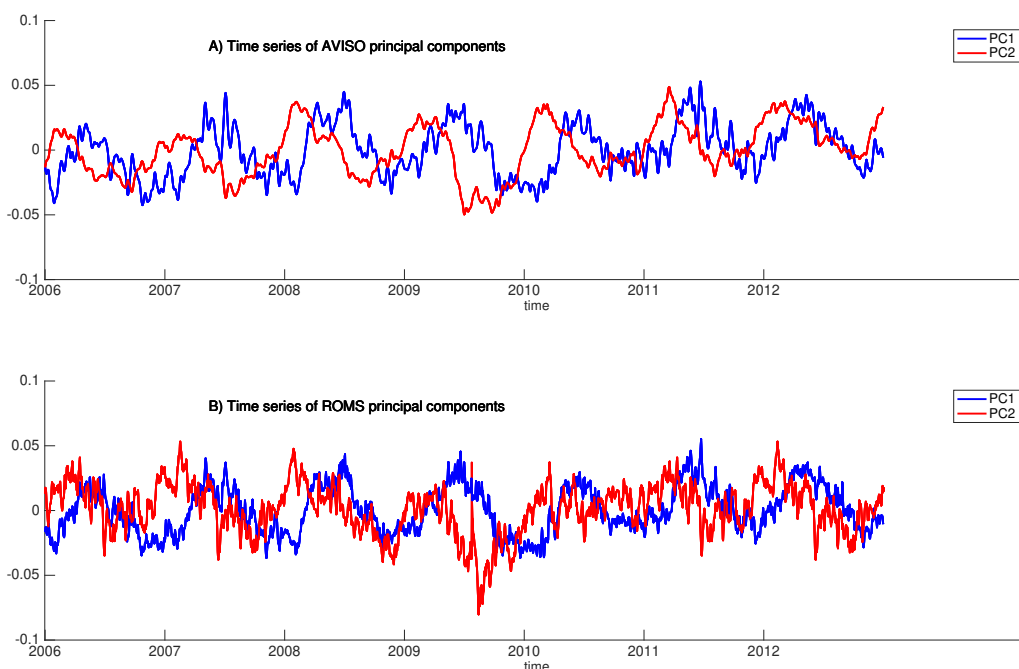 0.1
A) Time series of AVISO principal components
PC1
PC2
0.05
0
-0.05
-0.1
2006 2007 2008 2009 2010 2011 2012
time
0.1
B) Time series of ROMS principal components
PC1
PC2
0.05
0
-0.05
-0.1
2006 2007 2008 2009 2010 2011 2012
time